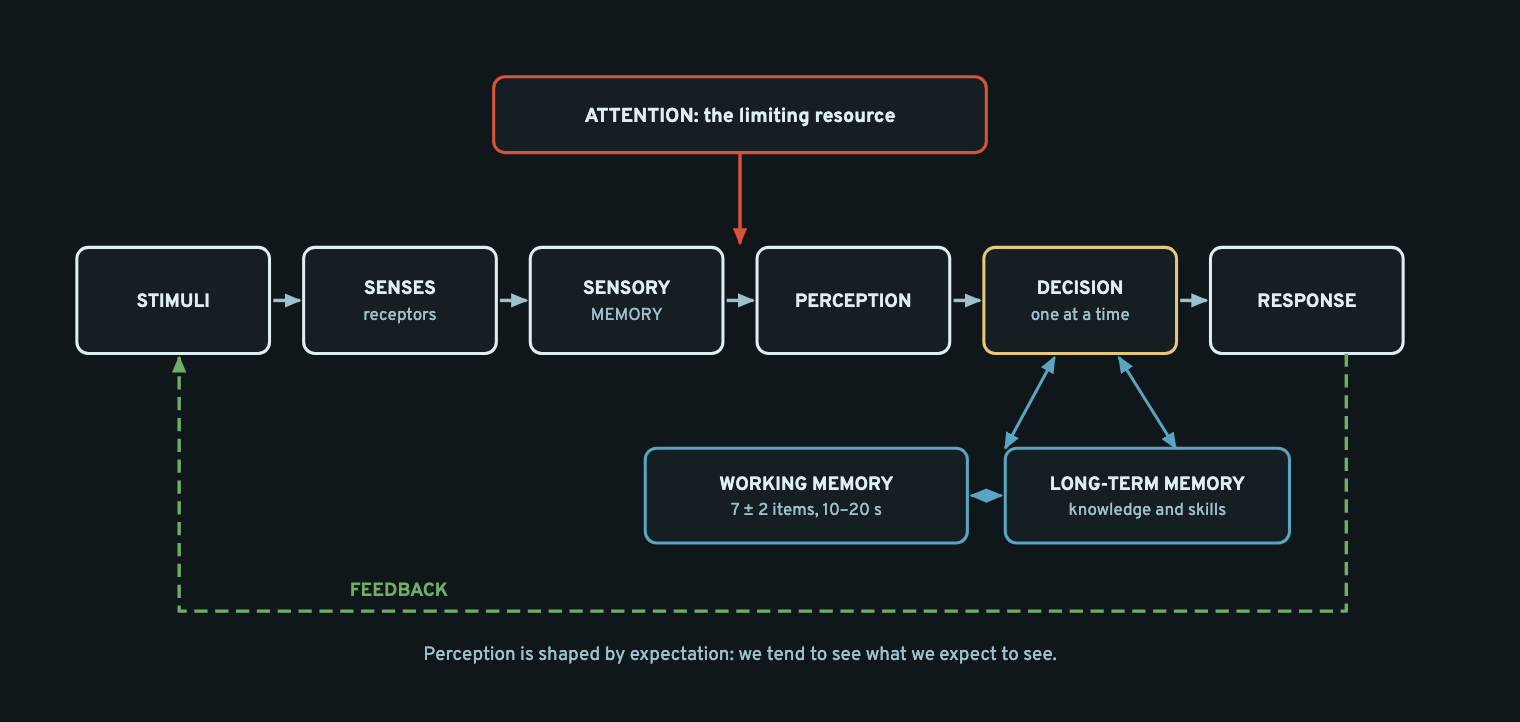 ATTENTION: the limiting resource
STIMULI
SENSES
receptors
SENSORY
MEMORY
PERCEPTION
DECISION
one at a time
RESPONSE
WORKING MEMORY
7 ± 2 items, 10–20 s
LONG-TERM MEMORY
knowledge and skills
FEEDBACK
Perception is shaped by expectation: we tend to see what we expect to see.